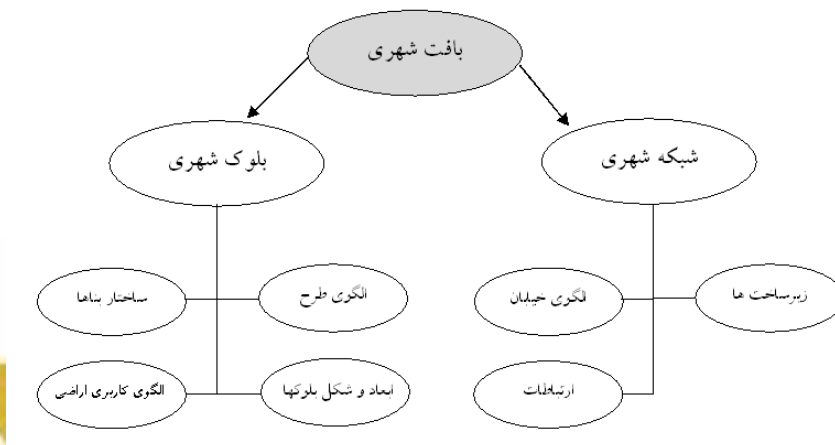 بافت شهری
شبکه شهری
بلوک شهری
زیرساخت ها
الگوی خیابان
الگوی طرح
ساختار بناها
ارتباطات
ابعاد و شکل بلوکها
الگوی کاربری اراضی